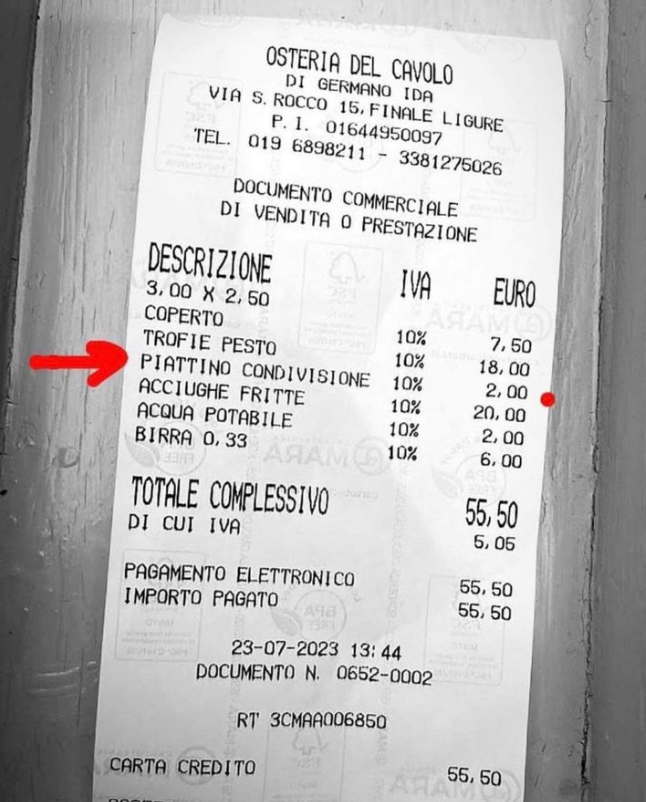 OSTERIA DEL CAVOLO
DI GERMANO IDA
VIA S. ROCCO 15, FINALE LIGURE
P. I. 01644950097
TEL. 019 6898211 - 3381275026
DOCUMENTO COMMERCIALE
DI VENDITA O PRESTAZIONE
DESCRIZIONE IVA EURO
3,00 X 2,50
COPERTO 10% 7,50
TROFIE PESTO 10% 18,00
PIATTINO CONDIVISIONE 10% 2,00
ACCIUGHE FRITTE 10% 20,00
ACQUA POTABILE 10% 2,00
BIRRA 0,33 10% 6,00
TOTALE COMPLESSIVO 55,50
DI CUI IVA 5,05
PAGAMENTO ELETTRONICO 55,50
IMPORTO PAGATO 55,50
23-07-2023 13:44
DOCUMENTO N. 0652-0002
RT 3CMAA006850
CARTA CREDITO 55,50